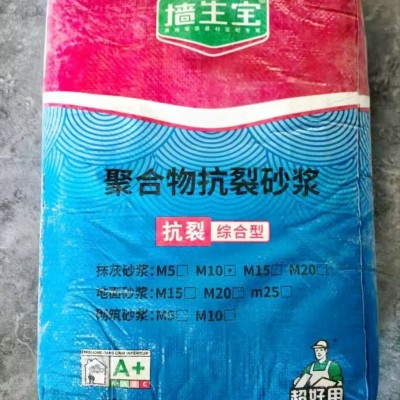 墙生宝
聚合物抗裂砂浆
抗裂 综合型
抹灰砂浆:M5□ M10□ M15□ M20□
地面砂浆:M15□ M20□ m25□
砌筑砂浆:M5□ M10□
A+
超好用